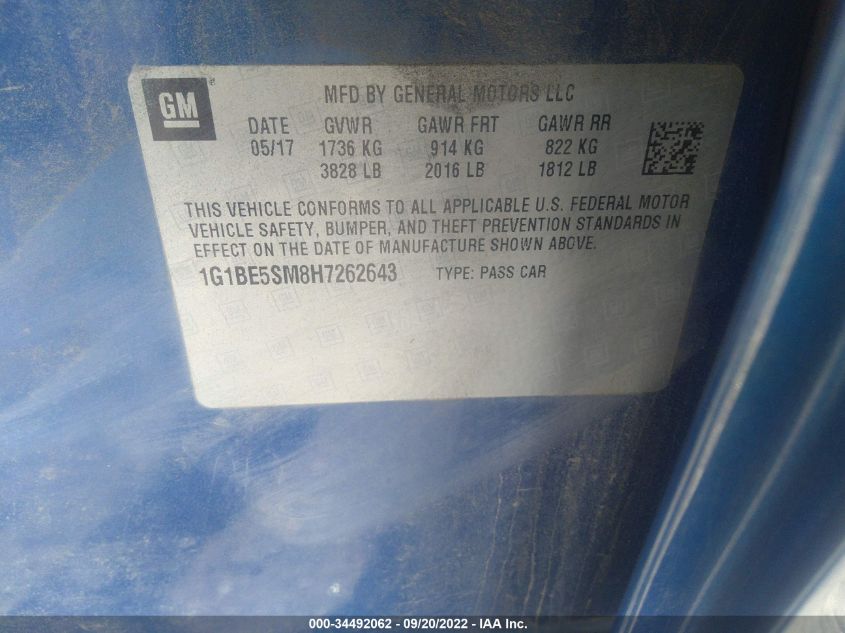 GM
MFD BY GENERAL MOTORS LLC
DATE GVWR GAWR FRT GAWR RR
05/17 1736 KG 914 KG 822 KG
3828 LB 2016 LB 1812 LB
THIS VEHICLE CONFORMS TO ALL APPLICABLE U.S. FEDERAL MOTOR
VEHICLE SAFETY, BUMPER, AND THEFT PREVENTION STANDARDS IN
EFFECT ON THE DATE OF MANUFACTURE SHOWN ABOVE.
1G1BE5SM8H7262643 TYPE: PASS CAR
000-34492062 - 09/20/2022 - IAA Inc.